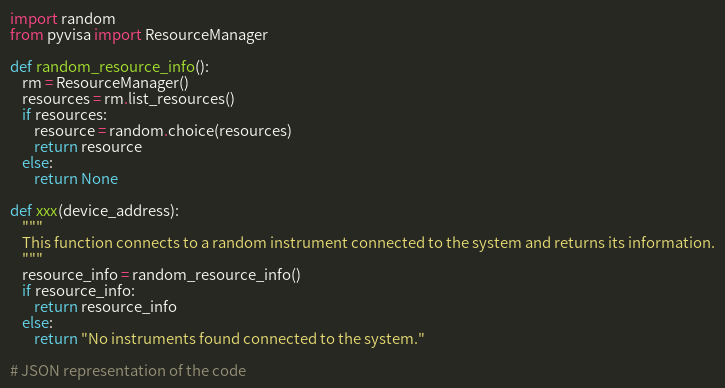 import random
from pyvisa import ResourceManager

def random_resource_info():
    rm = ResourceManager()
    resources = rm.list_resources()
    if resources:
        resource = random.choice(resources)
        return resource
    else:
        return None

def xxx(device_address):
    """
    This function connects to a random instrument connected to the system and returns its information.
    """
    resource_info = random_resource_info()
    if resource_info:
        return resource_info
    else:
        return "No instruments found connected to the system."

# JSON representation of the code